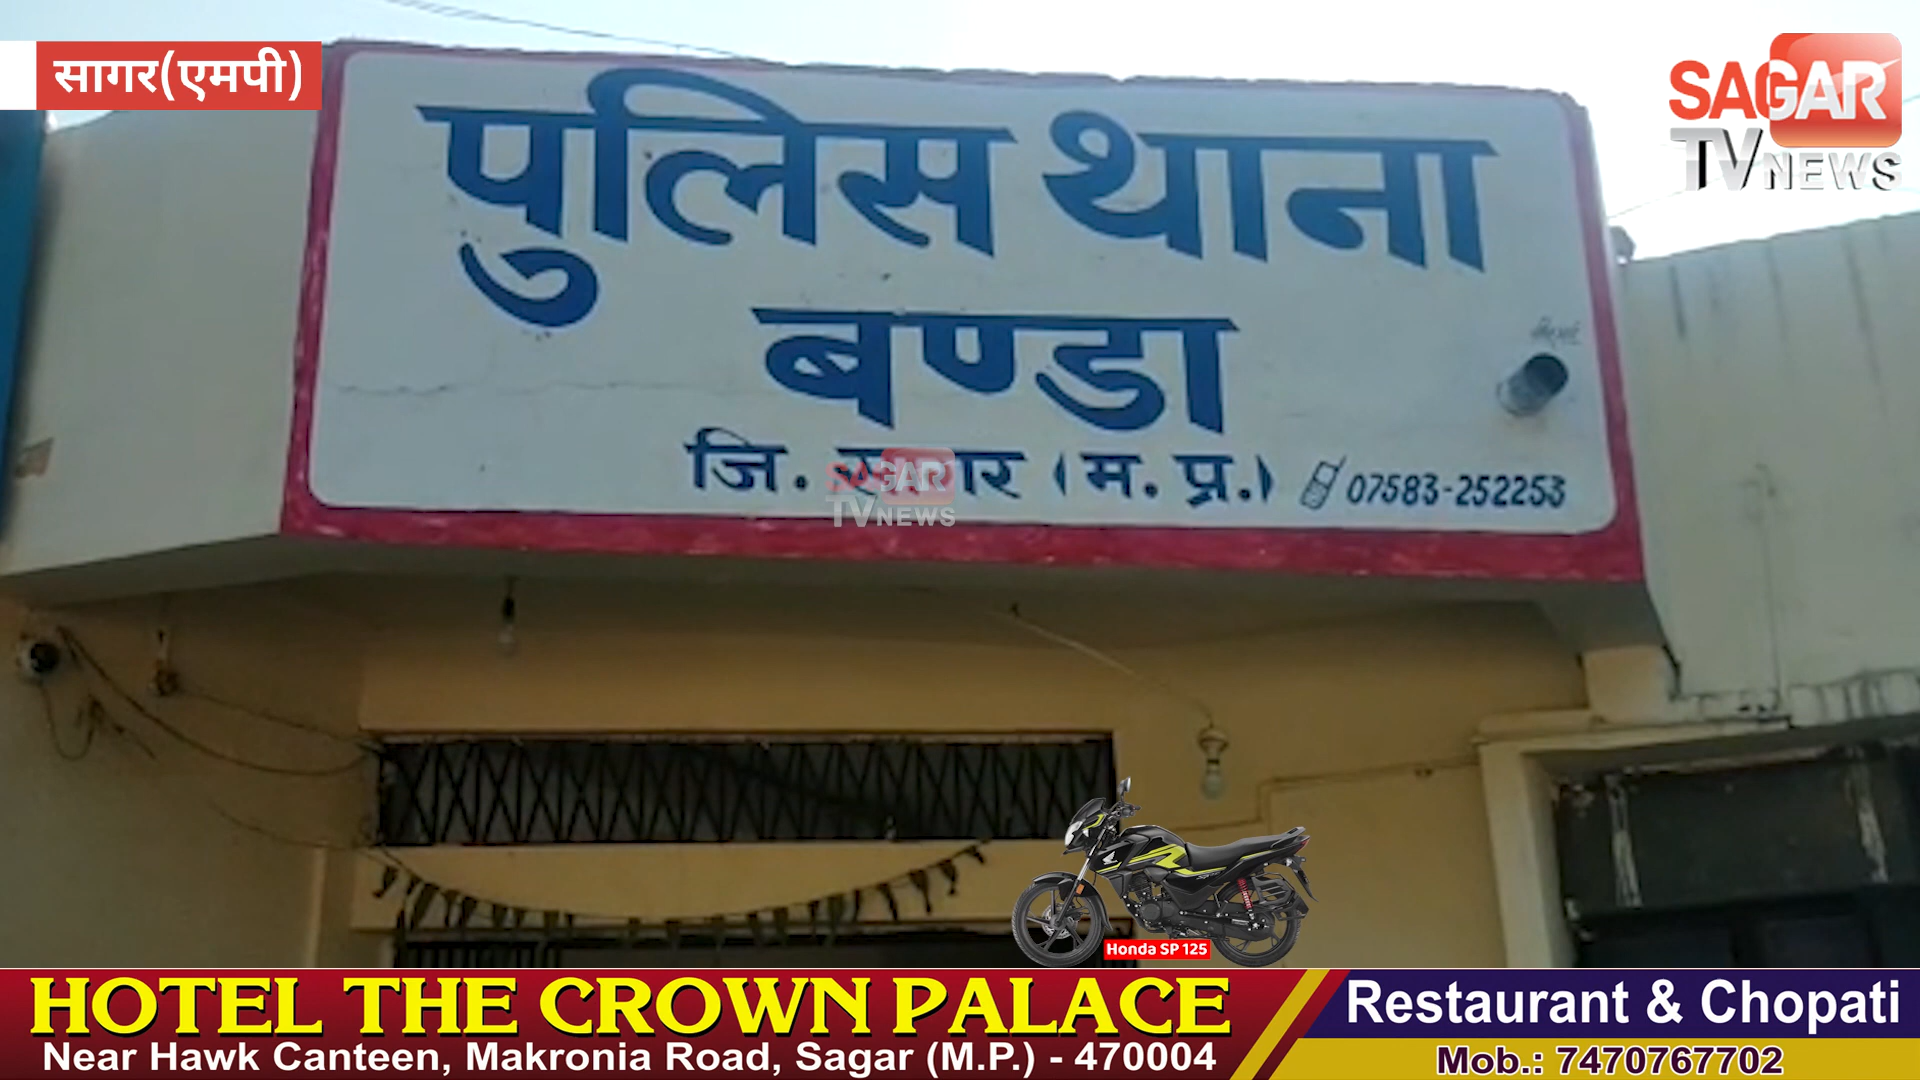 सागर(एमपी)
SAGAR
TV NEWS
पुलिस थाना
बण्डा
जि. सागर (म. प्र.) 07583-252253
SAGAR
TV NEWS
Honda SP 125
HOTEL THE CROWN PALACE
Near Hawk Canteen, Makronia Road, Sagar (M.P.) - 470004
Restaurant & Chopati
Mob.: 7470767702